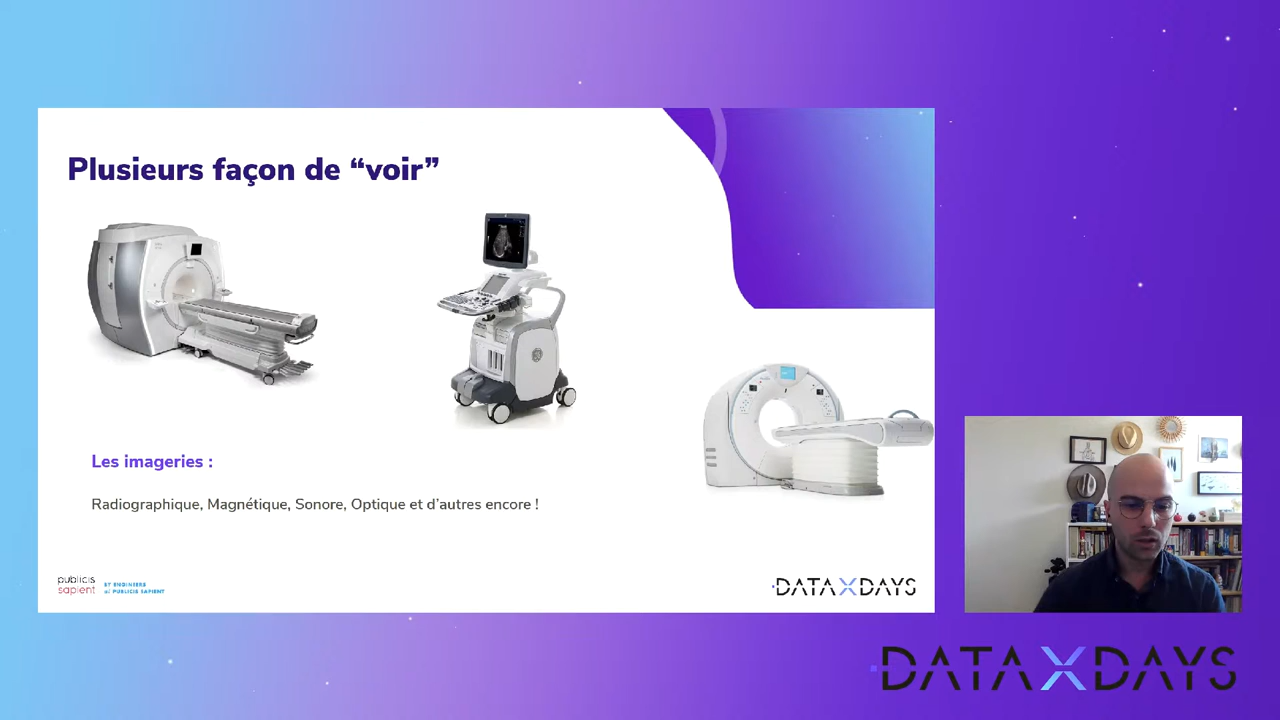 Plusieurs façon de “voir”
Les imageries :
Radiographique, Magnétique, Sonore, Optique et d’autres encore !
publicis
sapient
BY ENGINEERS
of PUBLICIS SAPIENT
DATAXDAYS
DATAXDAYS